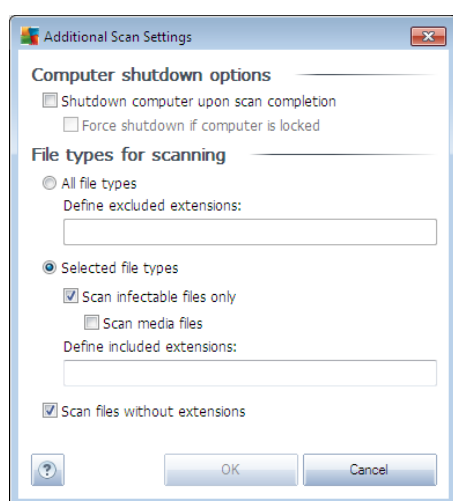 Additional Scan Settings
Computer shutdown options
Shutdown computer upon scan completion
Force shutdown if computer is locked
File types for scanning
All file types
Define excluded extensions:
Selected file types
Scan infectable files only
Scan media files
Define included extensions:
Scan files without extensions
? OK Cancel